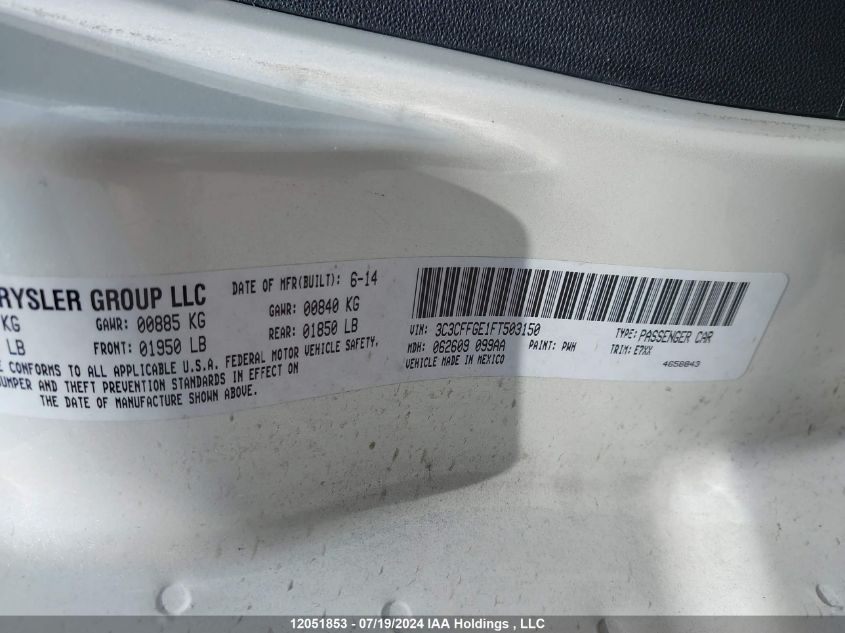 RYSLER GROUP LLC
DATE OF MFR(BUILT): 6-14
KG GAWR: 00885 KG GAWR: 00840 KG
LB FRONT: 01950 LB REAR: 01850 LB
E CONFORMS TO ALL APPLICABLE U.S.A. FEDERAL MOTOR VEHICLE SAFETY,
UMPER AND THEFT PREVENTION STANDARDS IN EFFECT ON
THE DATE OF MANUFACTURE SHOWN ABOVE.
VIN: 3C3CFFGE1FT503150 TYPE: PASSENGER CAR
MDH: 062609 099AA PAINT: PWH TRIM: E7XX
VEHICLE MADE IN MEXICO 4658843
12051853 - 07/19/2024 IAA Holdings , LLC